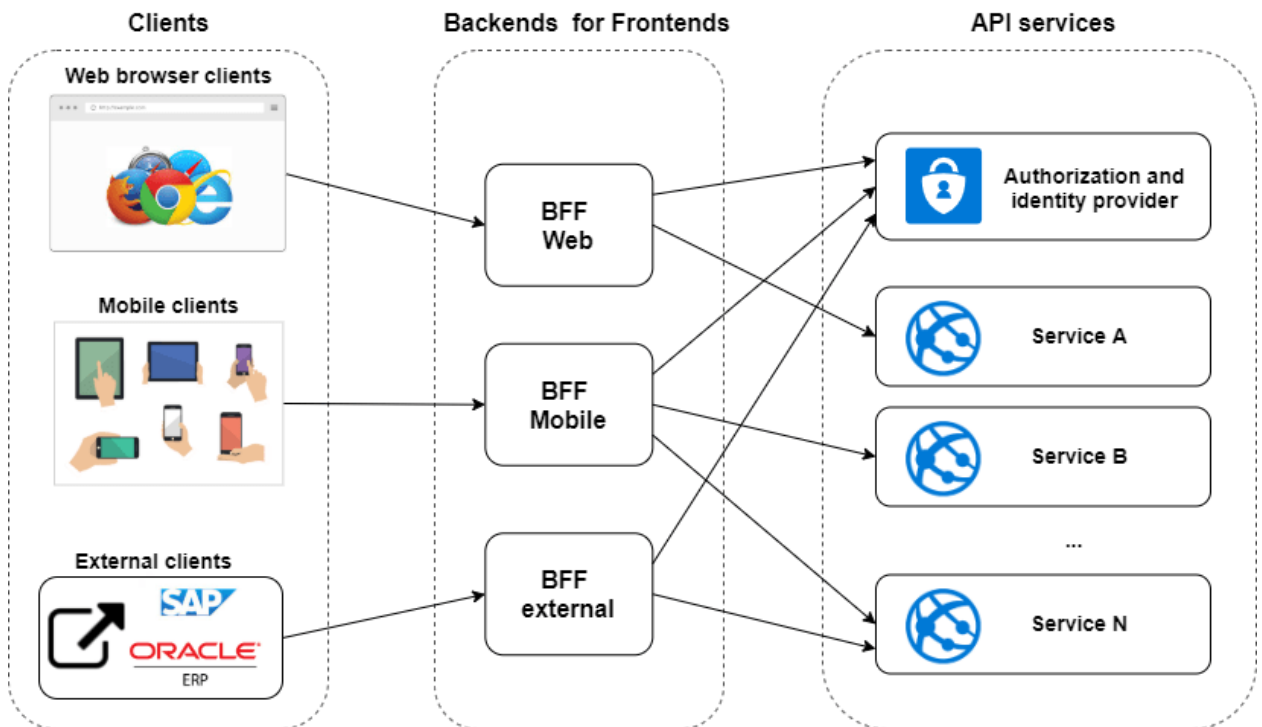 Clients
Backends for Frontends
API services
Web browser clients
Mobile clients
External clients
SAP
ORACLE
ERP
BFF
Web
BFF
Mobile
BFF
external
Authorization and
identity provider
Service A
Service B
...
Service N